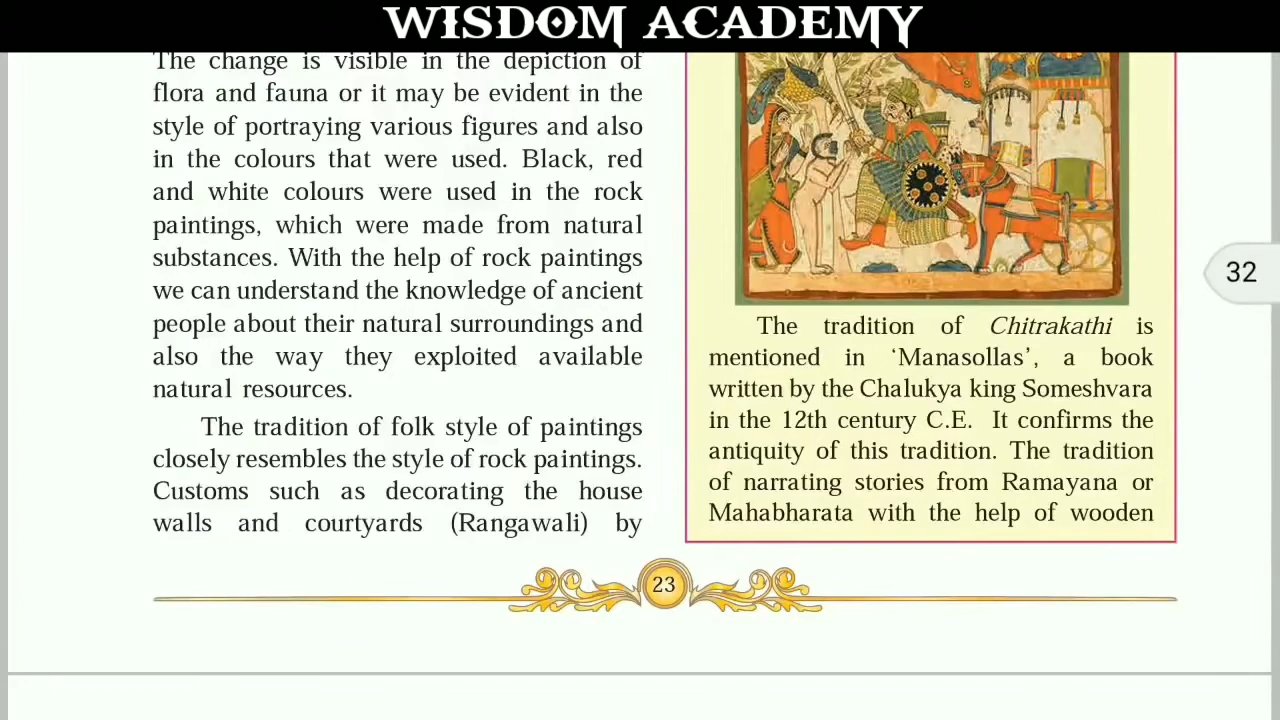 WISDOM ACADEMY
The change is visible in the depiction of
flora and fauna or it may be evident in the
style of portraying various figures and also
in the colours that were used. Black, red
and white colours were used in the rock
paintings, which were made from natural
substances. With the help of rock paintings
we can understand the knowledge of ancient
people about their natural surroundings and
also the way they exploited available
natural resources.
The tradition of folk style of paintings
closely resembles the style of rock paintings.
Customs such as decorating the house
walls and courtyards (Rangawali) by
The tradition of Chitrakathi is
mentioned in ‘Manasollas’, a book
written by the Chalukya king Someshvara
in the 12th century C.E. It confirms the
antiquity of this tradition. The tradition
of narrating stories from Ramayana or
Mahabharata with the help of wooden
32
23